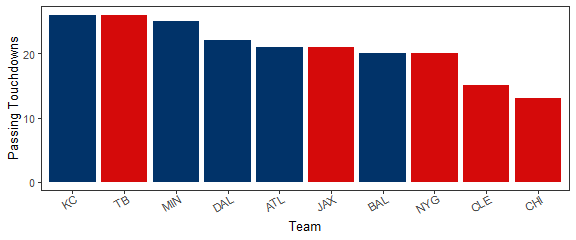 Passing Touchdowns
20
10
0
KC TB MIN DAL ATL JAX BAL NYG CLE CHI
Team